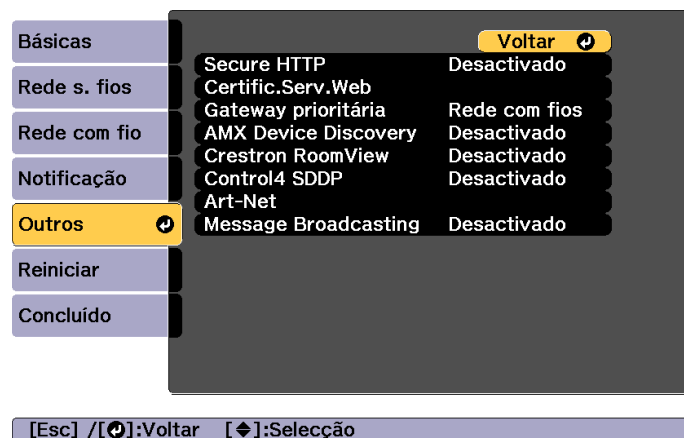 Básicas
Rede s. fios
Rede com fio
Notificação
Outros
Reiniciar
Concluído
Voltar
Secure HTTP Desactivado
Certific.Serv.Web
Gateway prioritária Rede com fios
AMX Device Discovery Desactivado
Crestron RoomView Desactivado
Control4 SDDP Desactivado
Art-Net
Message Broadcasting Desactivado
[Esc] /[⏎]:Voltar [◆]:Selecção